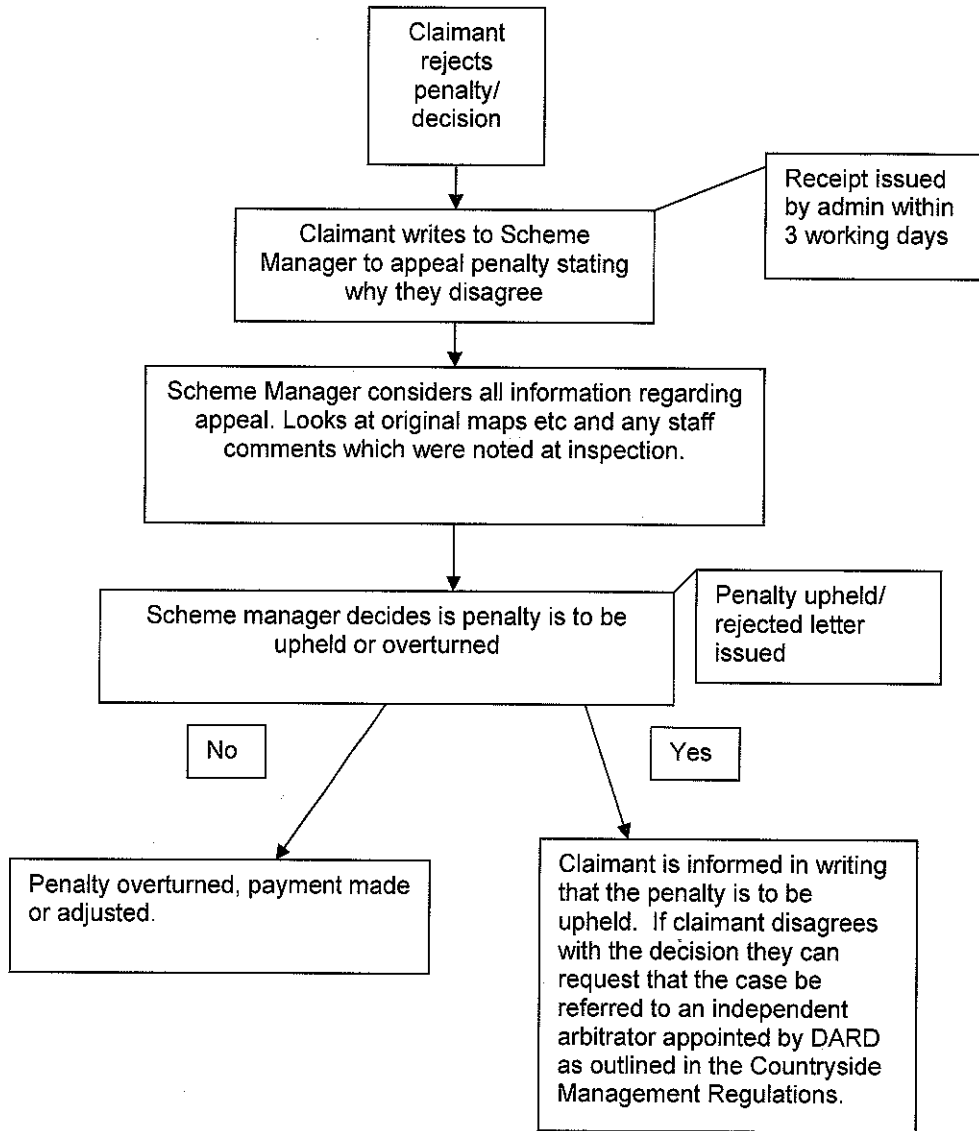 Claimant
rejects
penalty/
decision
Receipt issued
by admin within
3 working days
Claimant writes to Scheme
Manager to appeal penalty stating
why they disagree
Scheme Manager considers all information regarding
appeal. Looks at original maps etc and any staff
comments which were noted at inspection.
Scheme manager decides is penalty is to be
upheld or overturned
Penalty upheld/
rejected letter
issued
No
Yes
Penalty overturned, payment made
or adjusted.
Claimant is informed in writing
that the penalty is to be
upheld. If claimant disagrees
with the decision they can
request that the case be
referred to an independent
arbitrator appointed by DARD
as outlined in the Countryside
Management Regulations.